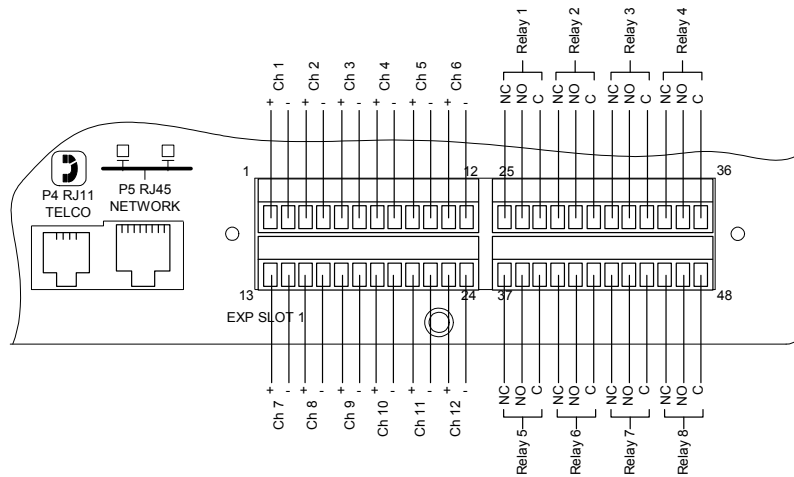 Ch 1
Ch 2
Ch 3
Ch 4
Ch 5
Ch 6
Relay 1
Relay 2
Relay 3
Relay 4
+ - + - + - + - + - + -
NC NO C NC NO C NC NO C NC NO C
1
12
25
36
P4 RJ11
TELCO
P5 RJ45
NETWORK
13
24
37
48
EXP SLOT 1
+ - + - + - + - + - + -
NC NO C NC NO C NC NO C NC NO C
Ch 7
Ch 8
Ch 9
Ch 10
Ch 11
Ch 12
Relay 5
Relay 6
Relay 7
Relay 8